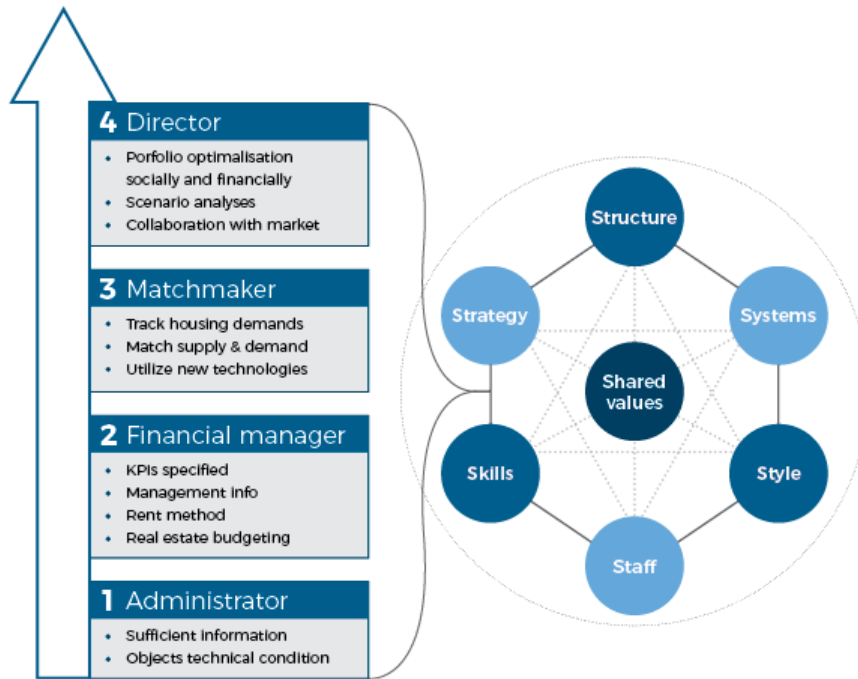 4 Director
• Porfolio optimalisation
socially and financially
• Scenario analyses
• Collaboration with market
3 Matchmaker
• Track housing demands
• Match supply & demand
• Utilize new technologies
2 Financial manager
• KPIs specified
• Management info
• Rent method
• Real estate budgeting
1 Administrator
• Sufficient information
• Objects technical condition
Structure
Strategy
Systems
Shared
values
Skills
Style
Staff